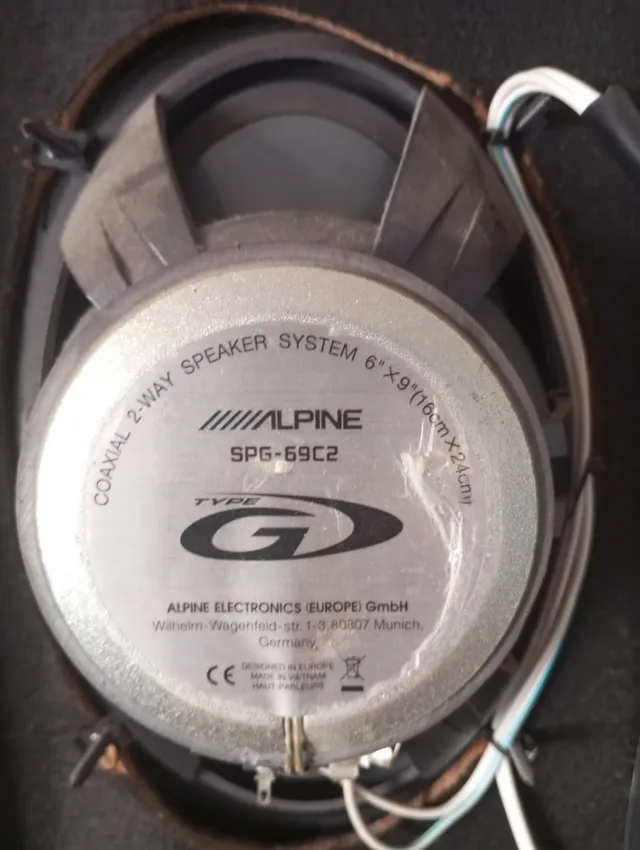 COAXIAL 2-WAY SPEAKER SYSTEM 6"×9"(16cm×24cm)
ALPINE
SPG-69C2
TYPE
G
ALPINE ELECTRONICS (EUROPE) GmbH
Wilhelm-Wagenfeld-str. 1-3, 80807 Munich,
Germany
CE
DESIGNED IN EUROPE
MADE IN VIETNAM
HAUT-PARLEURS